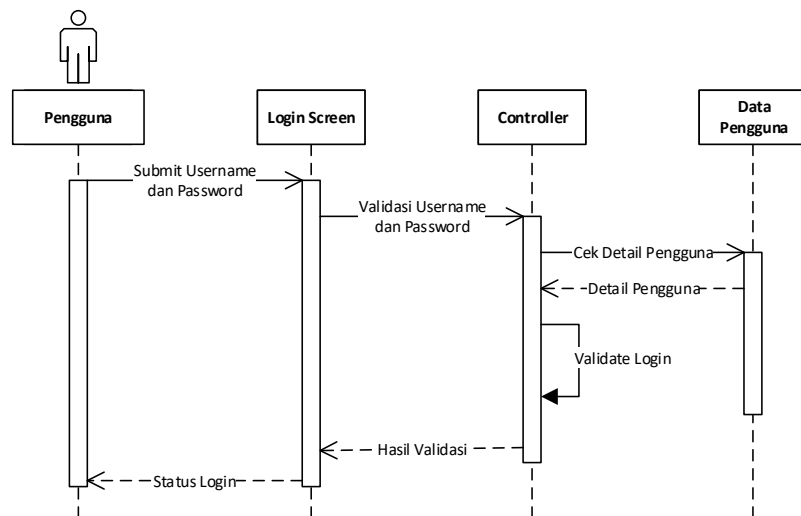 Pengguna
Login Screen
Controller
Data
Pengguna
Submit Username
dan Password
Validasi Username
dan Password
Cek Detail Pengguna
Detail Pengguna
Validate Login
Hasil Validasi
Status Login